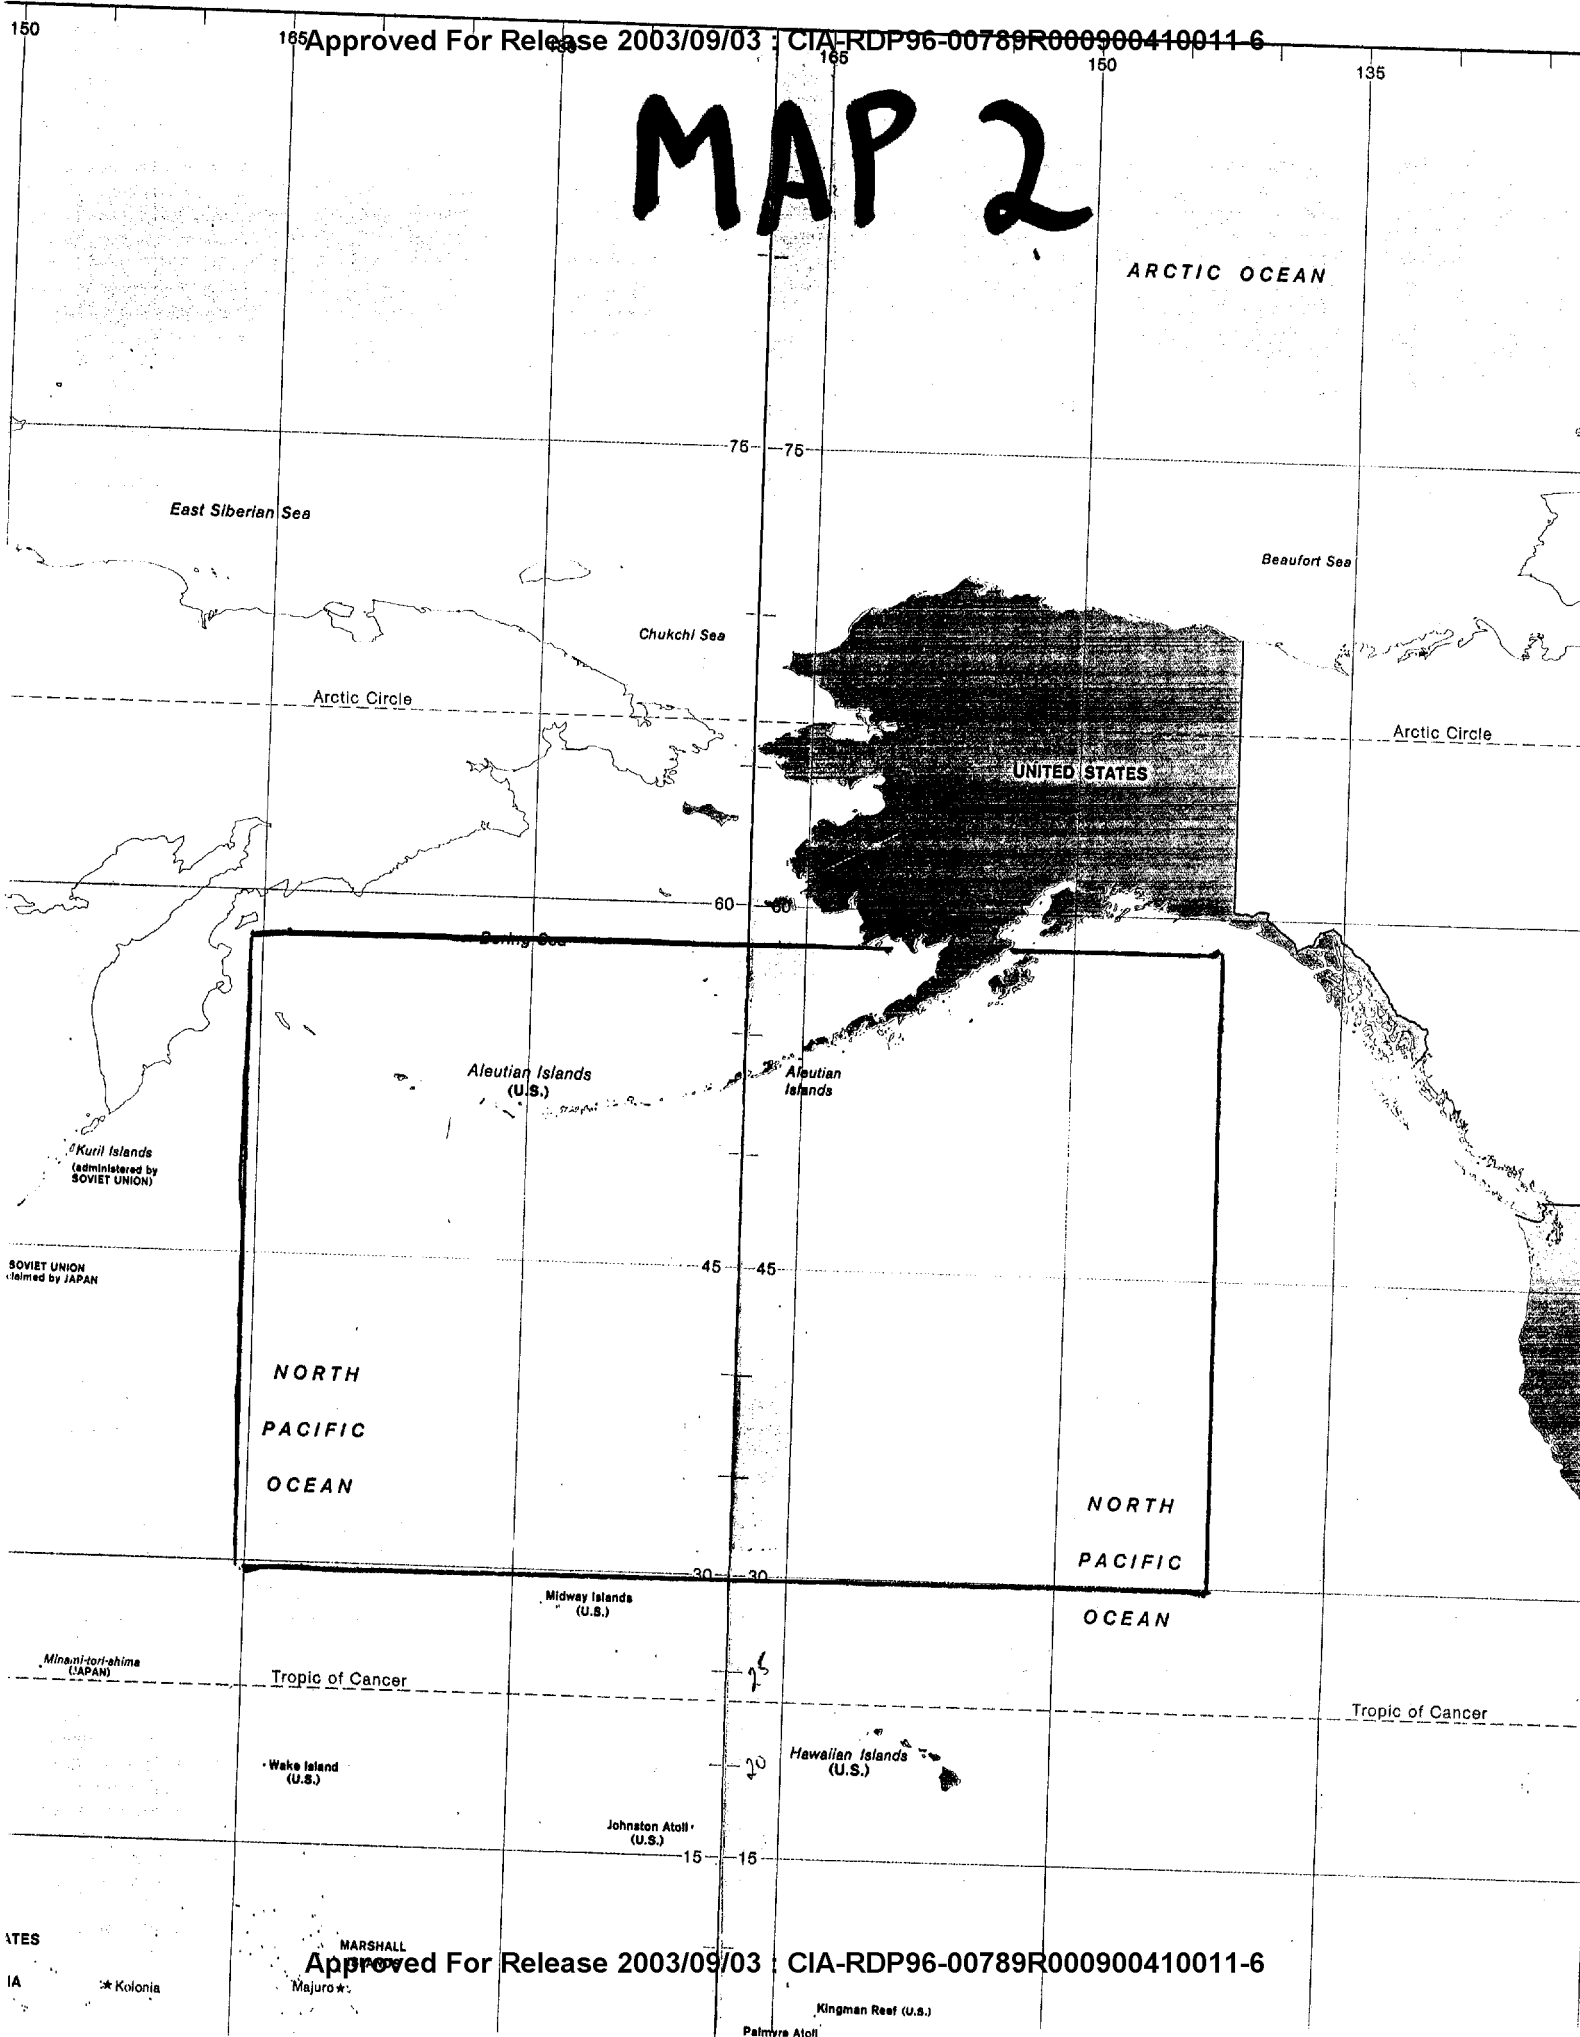 150
165
Approved For Release 2003/09/03 : CIA-RDP96-00789R000900410011-6
165
150
135
MAP 2
ARCTIC OCEAN
75
75
East Siberian Sea
Beaufort Sea
Chukchi Sea
Arctic Circle
Arctic Circle
UNITED STATES
60
60
Bering Sea
Aleutian Islands
(U.S.)
Aleutian
Islands
Kuril Islands
(administered by
SOVIET UNION)
SOVIET UNION
claimed by JAPAN
45
45
NORTH
PACIFIC
OCEAN
NORTH
PACIFIC
OCEAN
30
30
Midway Islands
(U.S.)
Minami-tori-shima
(JAPAN)
Tropic of Cancer
25
Tropic of Cancer
Wake Island
(U.S.)
20
Hawaiian Islands
(U.S.)
Johnston Atoll
(U.S.)
15
15
ATES
IA
Kolonia
MARSHALL
Majuro
Approved For Release 2003/09/03 : CIA-RDP96-00789R000900410011-6
Kingman Reef (U.S.)
Palmyra Atoll